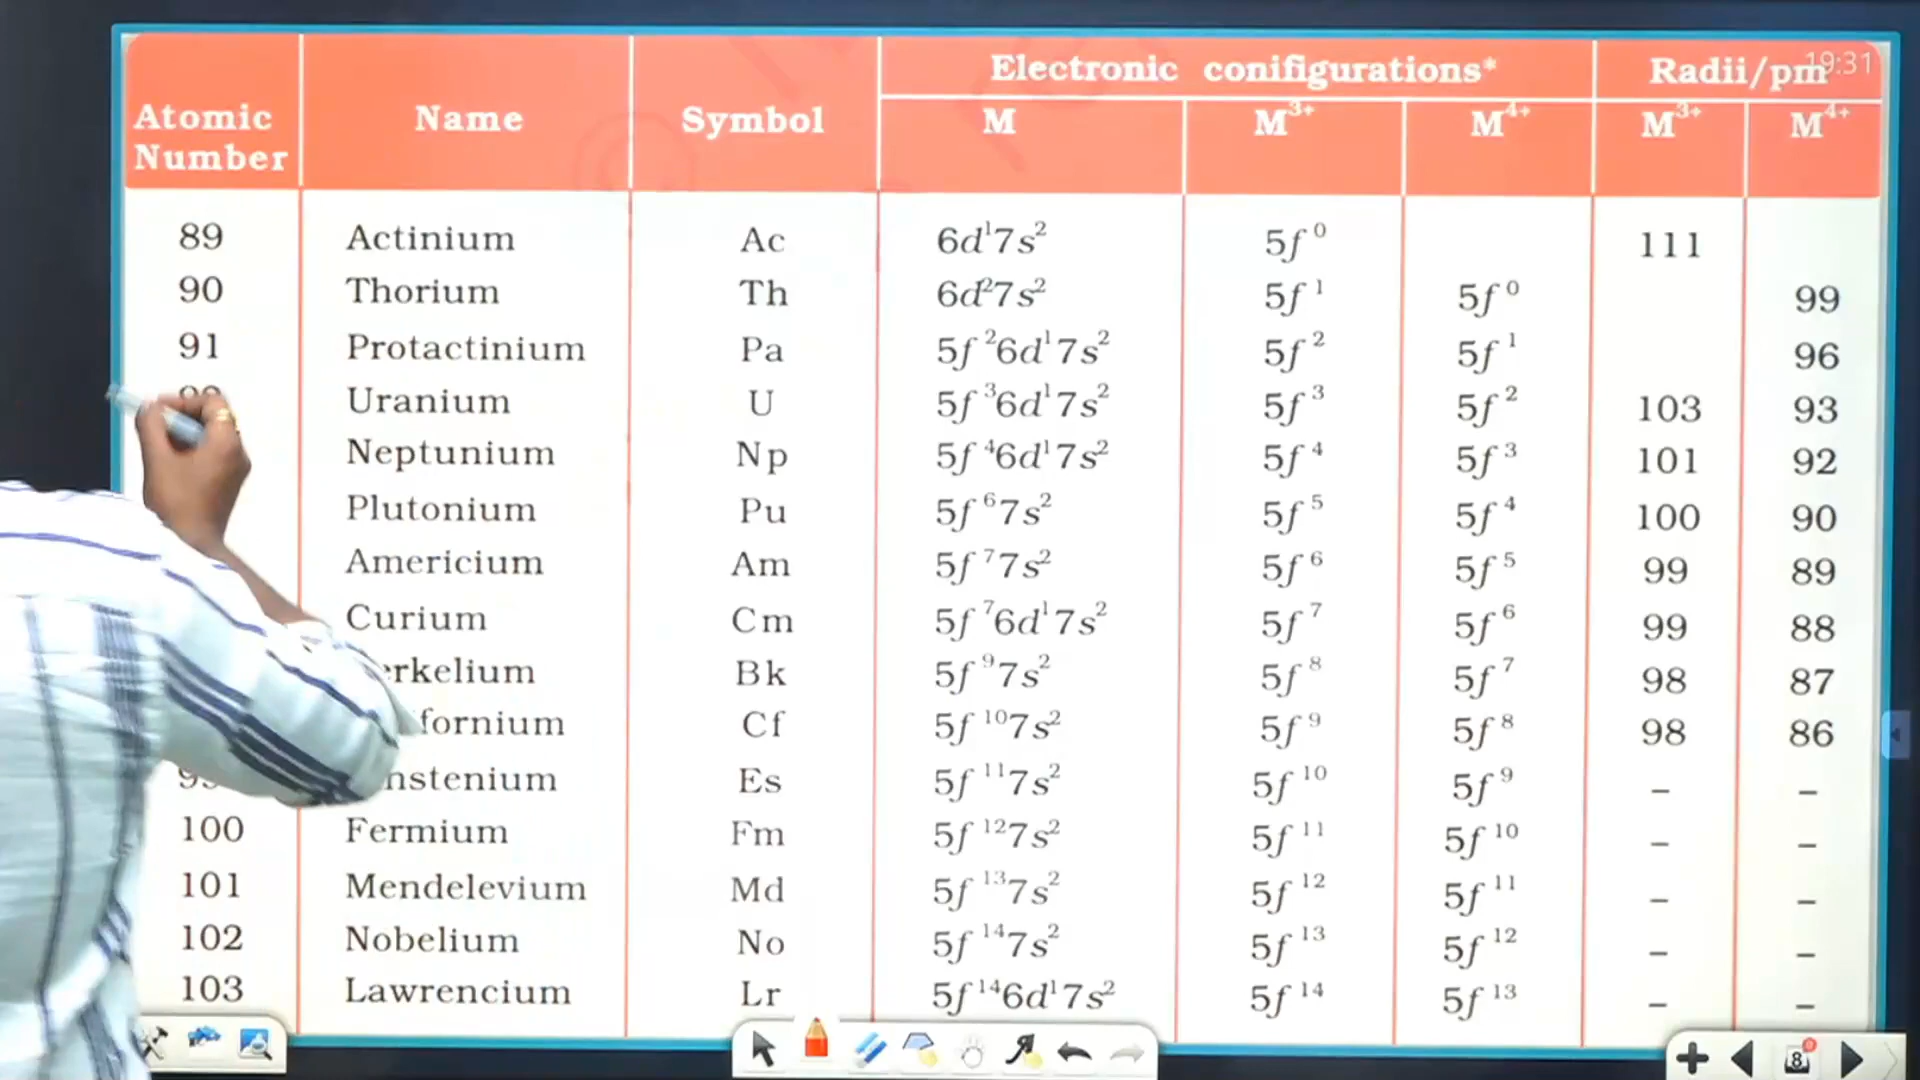 Electronic conifigurations* Radii/pm 19:31
Atomic Number Name Symbol M M³⁺ M⁴⁺ M³⁺ M⁴⁺
89 Actinium Ac 6d¹7s² 5f⁰ 111
90 Thorium Th 6d²7s² 5f¹ 5f⁰ 99
91 Protactinium Pa 5f²6d¹7s² 5f² 5f¹ 96
Uranium U 5f³6d¹7s² 5f³ 5f² 103 93
Neptunium Np 5f⁴6d¹7s² 5f⁴ 5f³ 101 92
Plutonium Pu 5f⁶7s² 5f⁵ 5f⁴ 100 90
Americium Am 5f⁷7s² 5f⁶ 5f⁵ 99 89
Curium Cm 5f⁷6d¹7s² 5f⁷ 5f⁶ 99 88
erkelium Bk 5f⁹7s² 5f⁸ 5f⁷ 98 87
ifornium Cf 5f¹⁰7s² 5f⁹ 5f⁸ 98 86
nstenium Es 5f¹¹7s² 5f¹⁰ 5f⁹ – –
100 Fermium Fm 5f¹²7s² 5f¹¹ 5f¹⁰ – –
101 Mendelevium Md 5f¹³7s² 5f¹² 5f¹¹ – –
102 Nobelium No 5f¹⁴7s² 5f¹³ 5f¹² – –
103 Lawrencium Lr 5f¹⁴6d¹7s² 5f¹⁴ 5f¹³ – –
8